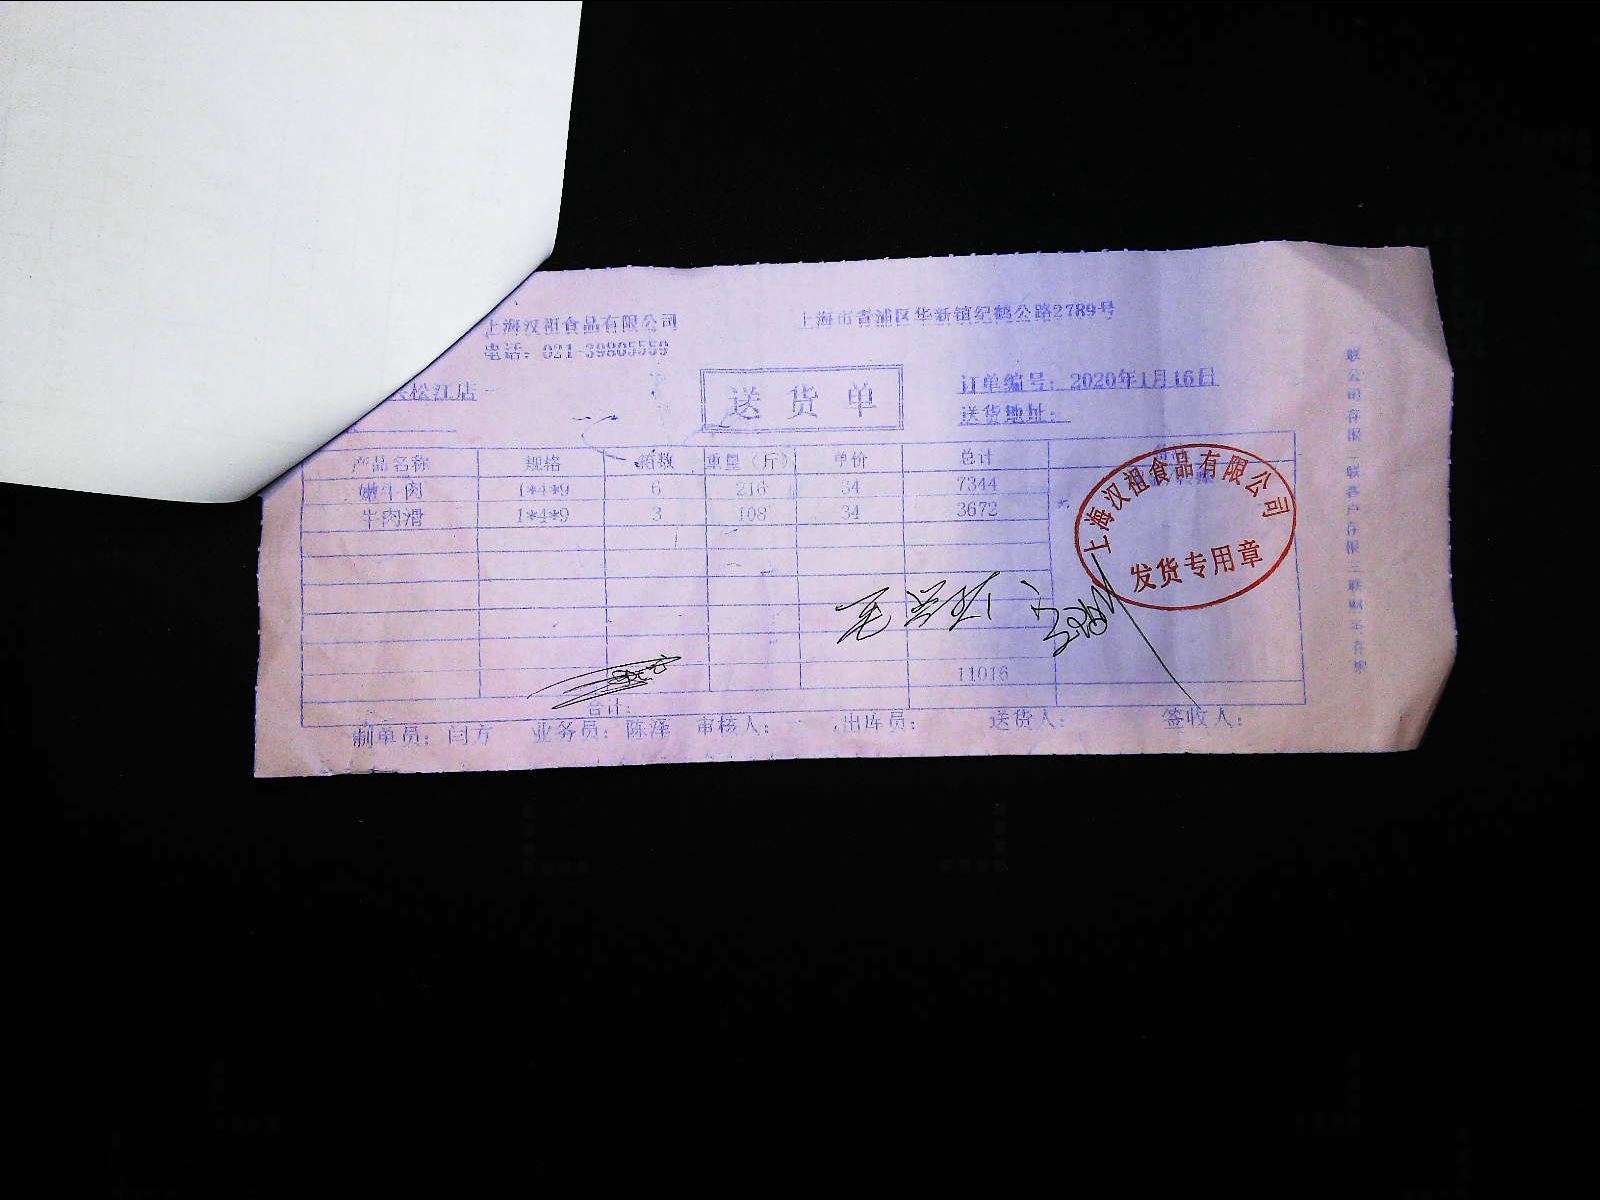 上海汉祖食品有限公司 上海市青浦区华新镇纪鹤公路2789号
电话：021-39805559
松江店 送货单 订单编号：2020年1月16日
送货地址：
产品名称 规格 箱数 重量（斤） 单价 总计
嫩牛肉 1*4*9 6 216 34 7344
牛肉滑 1*4*9 3 108 34 3672
上海汉祖食品有限公司
发货专用章
11016
合计：
制单员：闫方 业务员：陈泽 审核人： 出库员： 送货人： 签收人：